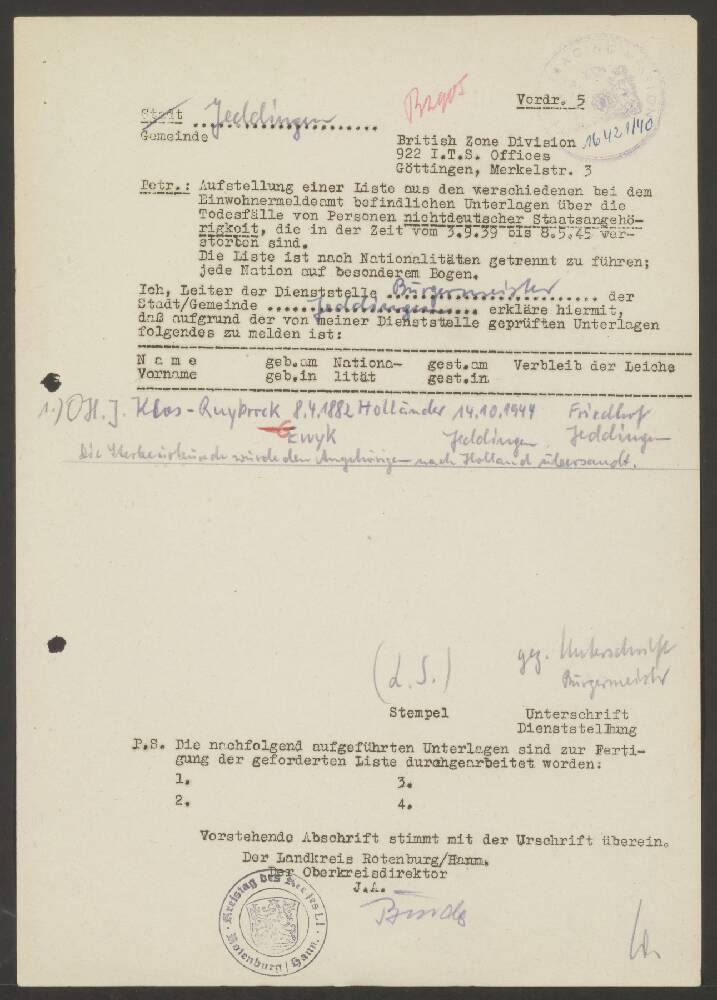 Vordr. 5
Stadt Jeddingen
Gemeinde
16421/40
British Zone Division
922 I.T.S. Offices
Göttingen, Merkelstr. 3
Betr.: Aufstellung einer Liste aus den verschiedenen bei dem
Einwohnermeldeamt befindlichen Unterlagen über die
Todesfälle von Personen nichtdeutscher Staatsangehö-
rigkeit, die in der Zeit vom 3.9.39 bis 8.5.45 ver-
storben sind.
Die Liste ist nach Nationalitäten getrennt zu führen;
jede Nation auf besonderem Bogen.
Ich, Leiter der Dienststelle Bürgermeister der
Stadt/Gemeinde Jeddingen erkläre hiermit,
daß aufgrund der von meiner Dienststelle geprüften Unterlagen
folgendes zu melden ist:
Name geb.am Nationa- gest.am Verbleib der Leiche
Vorname geb.in lität gest.in
1.) J. Klos-Ruybrock 8.4.1882 Holländer 14.10.1944 Friedhof
Ewyk Jeddingen Jeddingen
Die Sterbeurkunde wurde den Angehörigen nach Holland übersandt.
(L.S.) gez. Unterschrift
Bürgermeister
Stempel Unterschrift
Dienststellung
P.S. Die nachfolgend aufgeführten Unterlagen sind zur Ferti-
gung der geforderten Liste durchgearbeitet worden:
1. 3.
2. 4.
Vorstehende Abschrift stimmt mit der Urschrift überein.
Der Landkreis Rotenburg/Hann.
Der Oberkreisdirektor
J.A.
Kreistag des Kreises
Rotenburg / Hann.